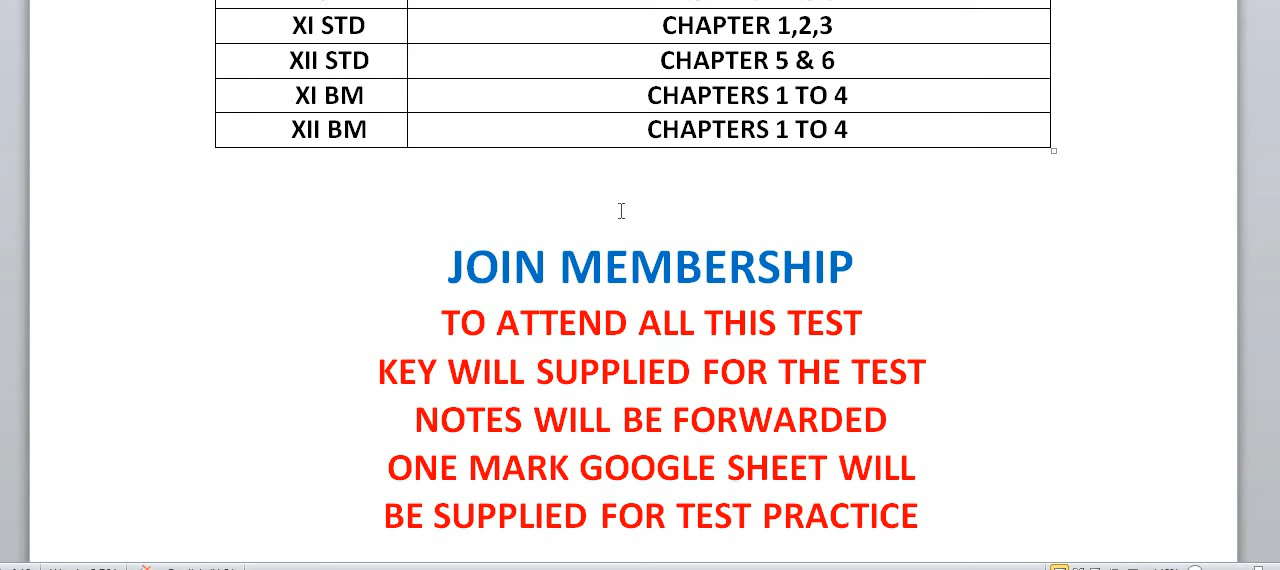 XI STD CHAPTER 1,2,3
XII STD CHAPTER 5 & 6
XI BM CHAPTERS 1 TO 4
XII BM CHAPTERS 1 TO 4
JOIN MEMBERSHIP
TO ATTEND ALL THIS TEST
KEY WILL SUPPLIED FOR THE TEST
NOTES WILL BE FORWARDED
ONE MARK GOOGLE SHEET WILL
BE SUPPLIED FOR TEST PRACTICE